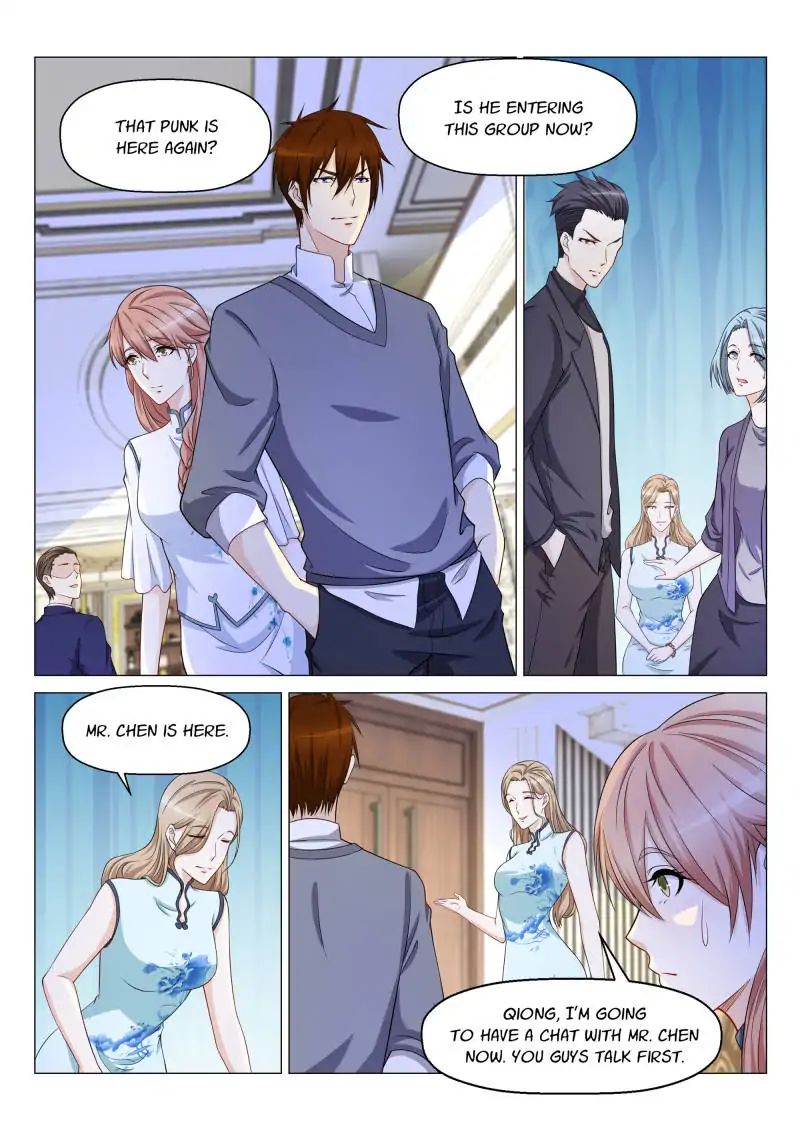 THAT PUNK IS
HERE AGAIN?
IS HE ENTERING
THIS GROUP NOW?
MR. CHEN IS HERE.
QIONG, I'M GOING
TO HAVE A CHAT WITH MR. CHEN
NOW. YOU GUYS TALK FIRST.